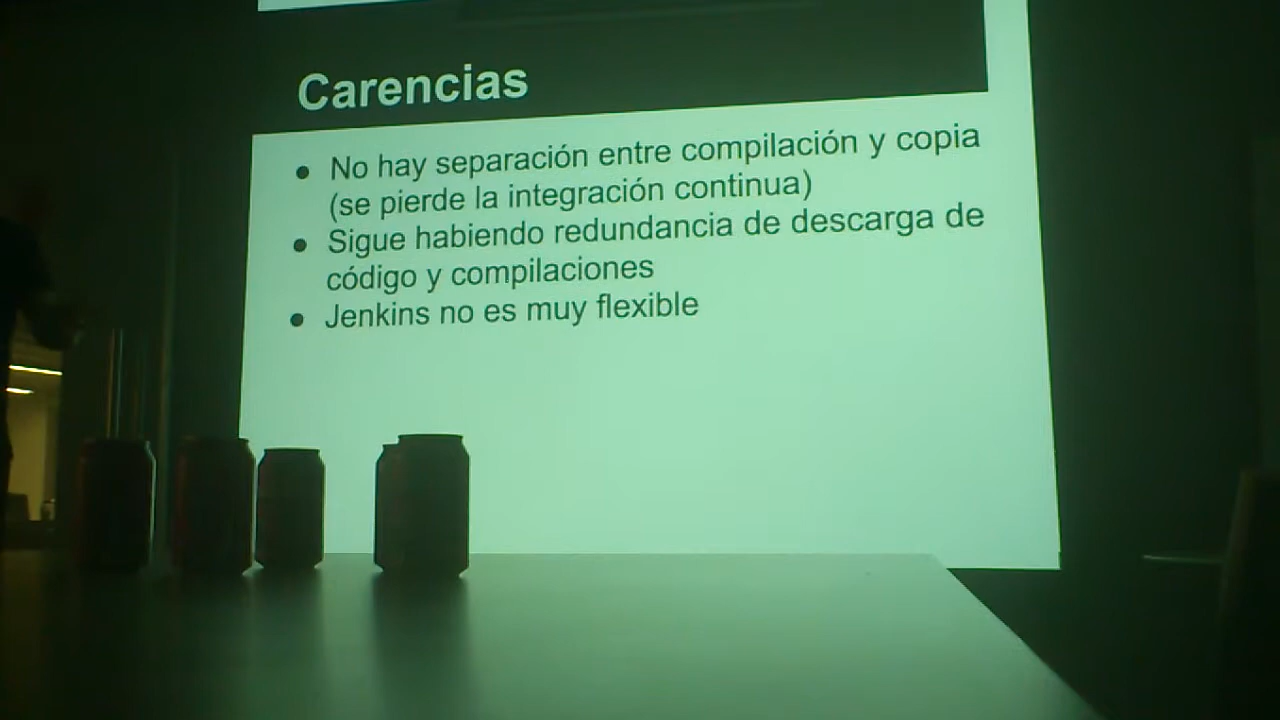 Carencias
● No hay separación entre compilación y copia
(se pierde la integración continua)
● Sigue habiendo redundancia de descarga de
código y compilaciones
● Jenkins no es muy flexible